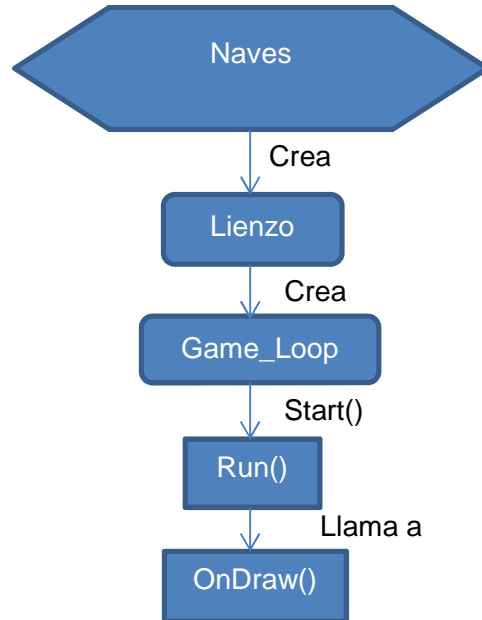 Naves
Crea
Lienzo
Crea
Game_Loop
Start()
Run()
Llama a
OnDraw()